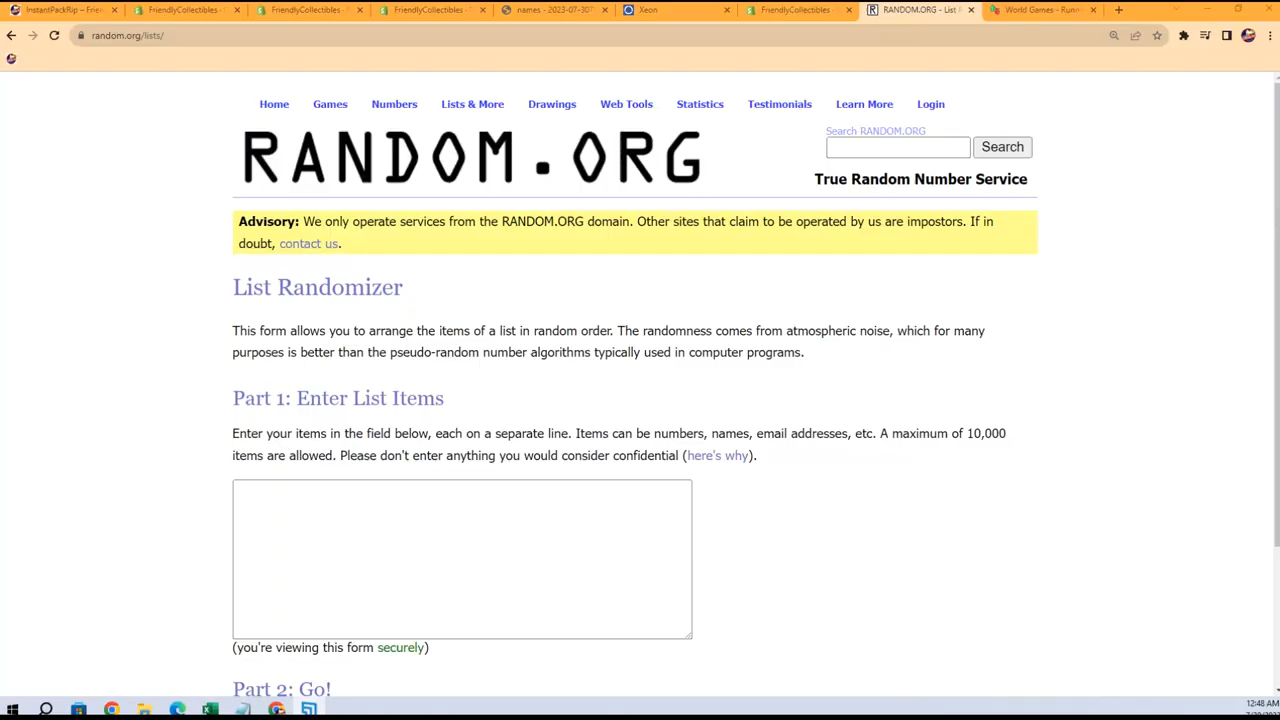 InstantPackRip – Frien
FriendlyCollectibles -
FriendlyCollectibles -
FriendlyCollectibles -
names - 2023-07-30T
Xeon
FriendlyCollectibles -
RANDOM.ORG - List R
World Games - Runn
random.org/lists/
Home Games Numbers Lists & More Drawings Web Tools Statistics Testimonials Learn More Login
RANDOM.ORG
Search RANDOM.ORG
Search
True Random Number Service
Advisory: We only operate services from the RANDOM.ORG domain. Other sites that claim to be operated by us are impostors. If in
doubt, contact us.
List Randomizer
This form allows you to arrange the items of a list in random order. The randomness comes from atmospheric noise, which for many
purposes is better than the pseudo-random number algorithms typically used in computer programs.
Part 1: Enter List Items
Enter your items in the field below, each on a separate line. Items can be numbers, names, email addresses, etc. A maximum of 10,000
items are allowed. Please don't enter anything you would consider confidential (here's why).
(you're viewing this form securely)
Part 2: Go!
12:48 AM